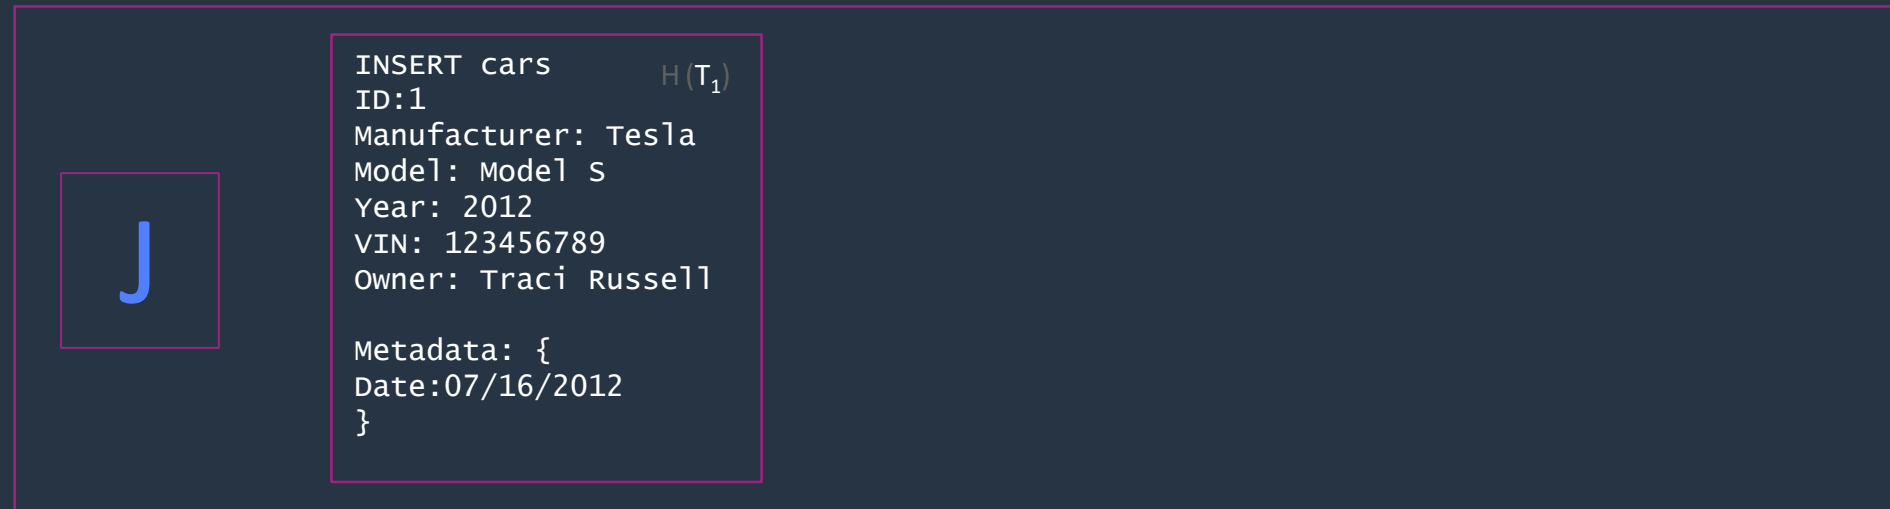 J
INSERT cars
H (T₁)
ID:1
Manufacturer: Tesla
Model: Model S
Year: 2012
VIN: 123456789
Owner: Traci Russell
Metadata: {
Date:07/16/2012
}